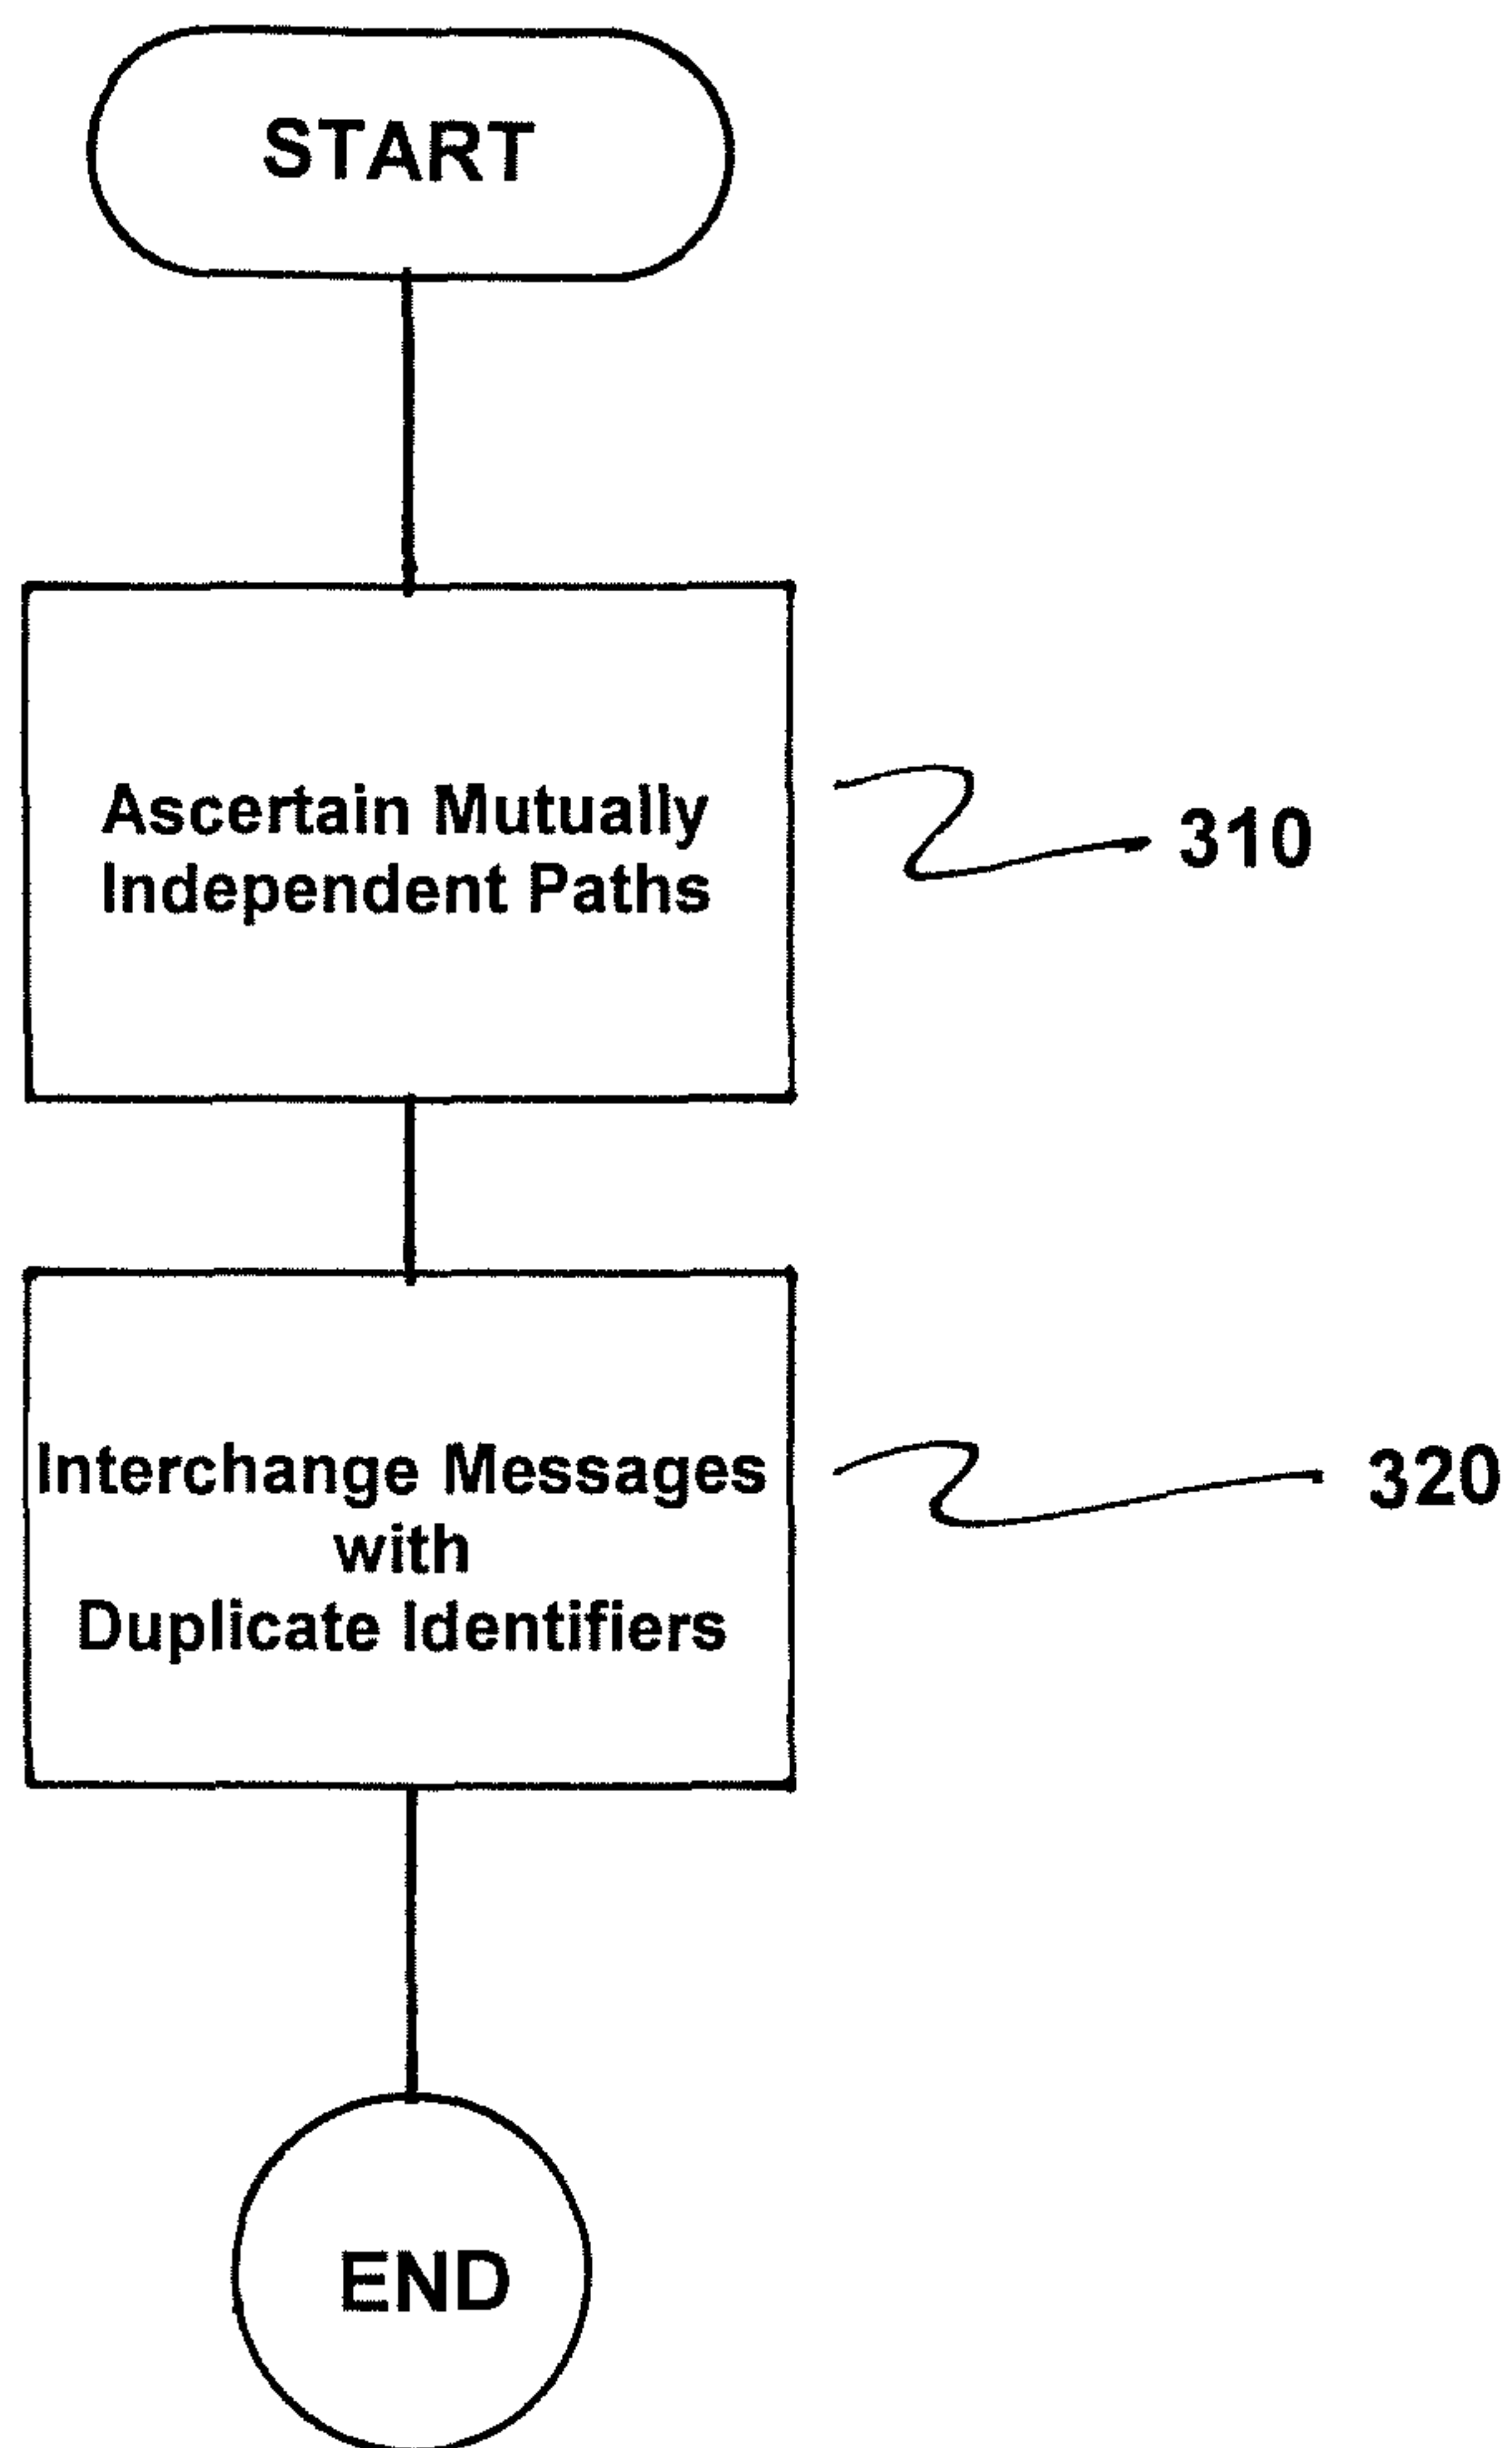 START
Ascertain Mutually
Independent Paths
310
Interchange Messages
with
Duplicate Identifiers
320
END